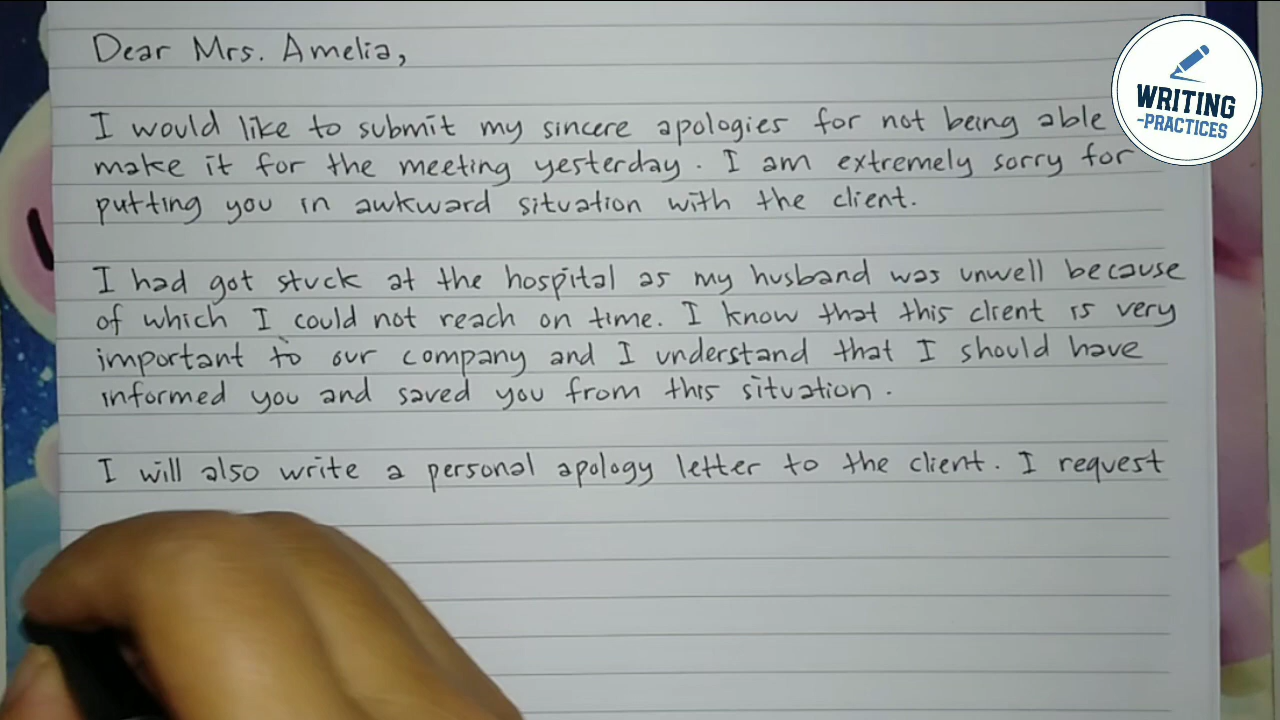 Dear Mrs. Amelia,
I would like to submit my sincere apologies for not being able
make it for the meeting yesterday. I am extremely sorry for
putting you in awkward situation with the client.
I had got stuck at the hospital as my husband was unwell because
of which I could not reach on time. I know that this client is very
important to our company and I understand that I should have
informed you and saved you from this situation.
I will also write a personal apology letter to the client. I request
WRITING
-PRACTICES